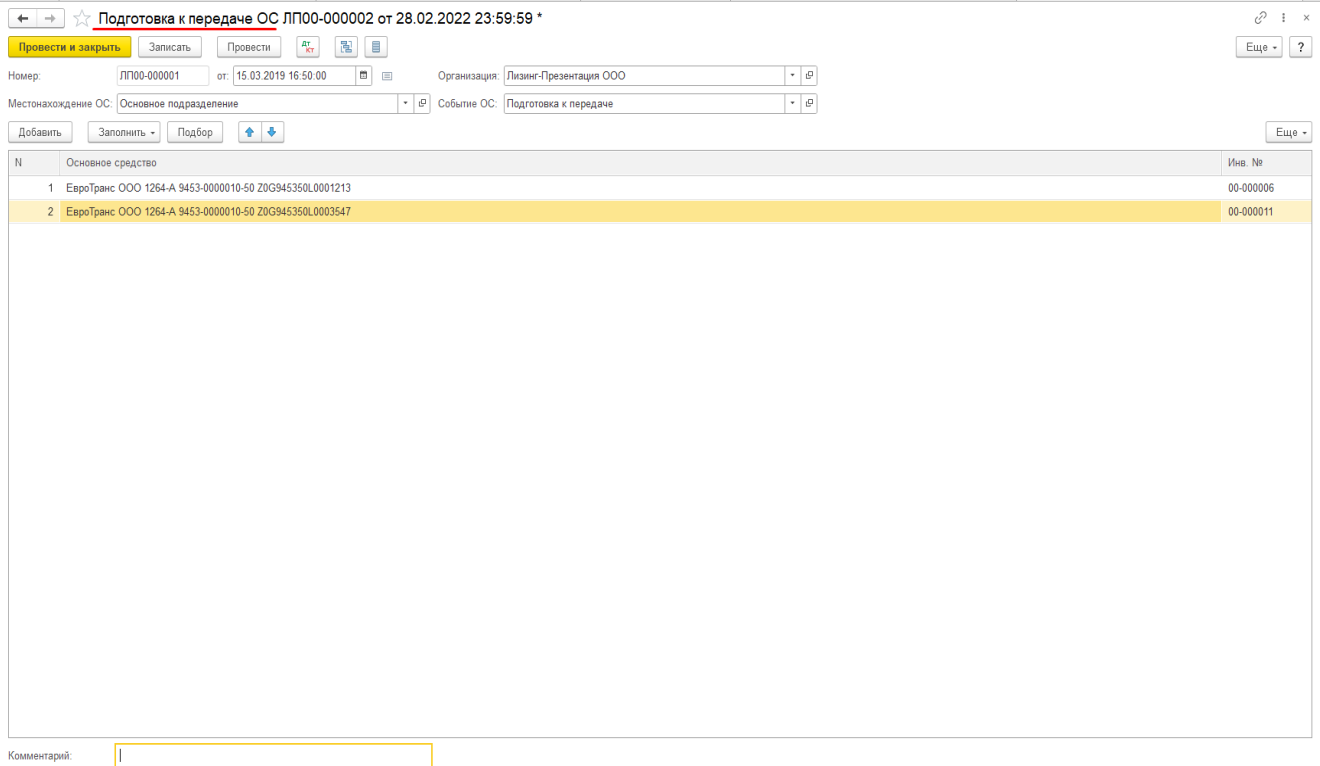 Подготовка к передаче ОС ЛП00-000002 от 28.02.2022 23:59:59 *
Провести и закрыть Записать Провести Дт Кт Еще ?
Номер: ЛП00-000001 от: 15.03.2019 16:50:00 Организация: Лизинг-Презентация ООО
Местонахождение ОС: Основное подразделение Событие ОС: Подготовка к передаче
Добавить Заполнить Подбор Еще
N Основное средство Инв. №
1 ЕвроТранс ООО 1264-А 9453-0000010-50 Z0G945350L0001213 00-000006
2 ЕвроТранс ООО 1264-А 9453-0000010-50 Z0G945350L0003547 00-000011
Комментарий: